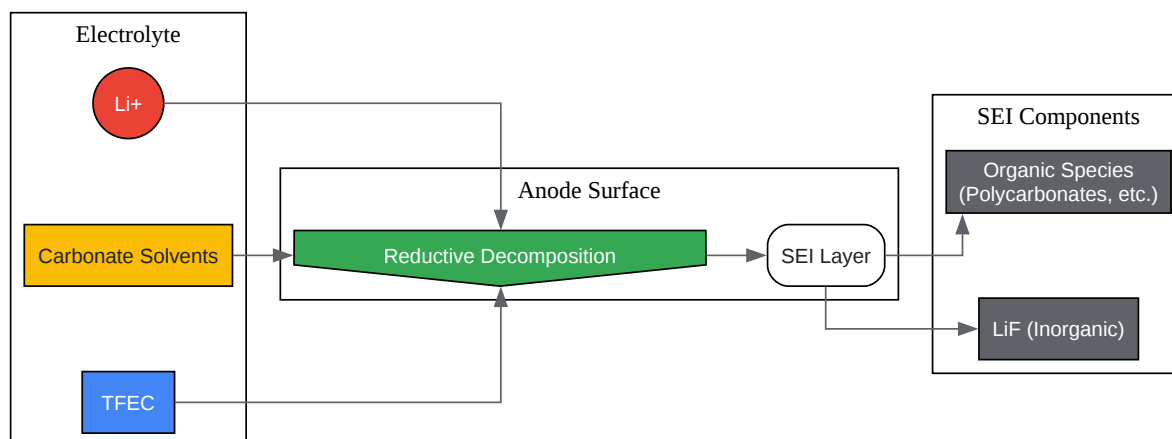 Electrolyte
Li+
Carbonate Solvents
TFEC
Anode Surface
Reductive Decomposition
SEI Layer
SEI Components
Organic Species
(Polycarbonates, etc.)
LiF (Inorganic)